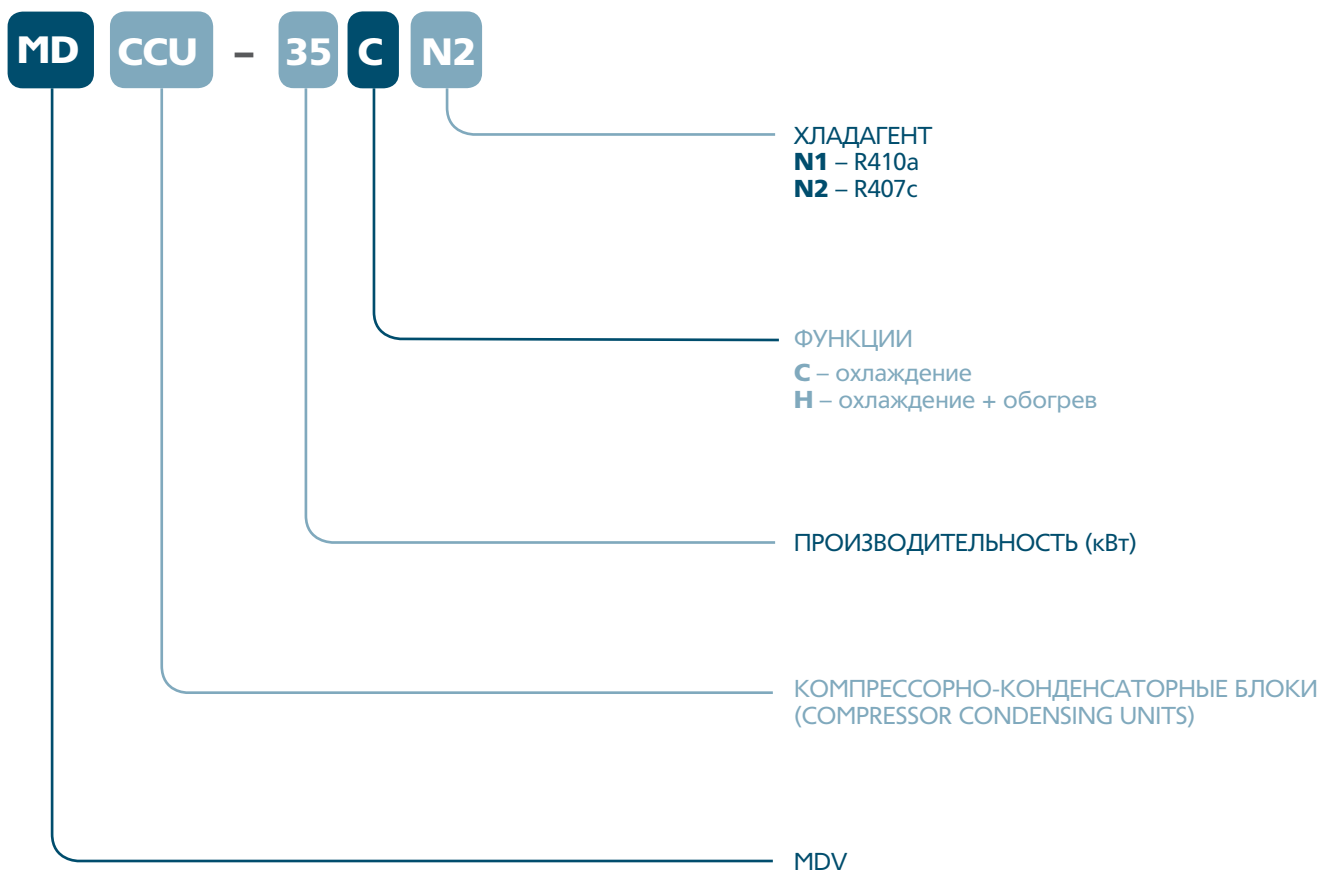 MD CCU – 35 C N2
ХЛАДАГЕНТ
N1 – R410a
N2 – R407c
ФУНКЦИИ
C – охлаждение
H – охлаждение + обогрев
ПРОИЗВОДИТЕЛЬНОСТЬ (кВт)
КОМПРЕССОРНО-КОНДЕНСАТОРНЫЕ БЛОКИ
(COMPRESSOR CONDENSING UNITS)
MDV